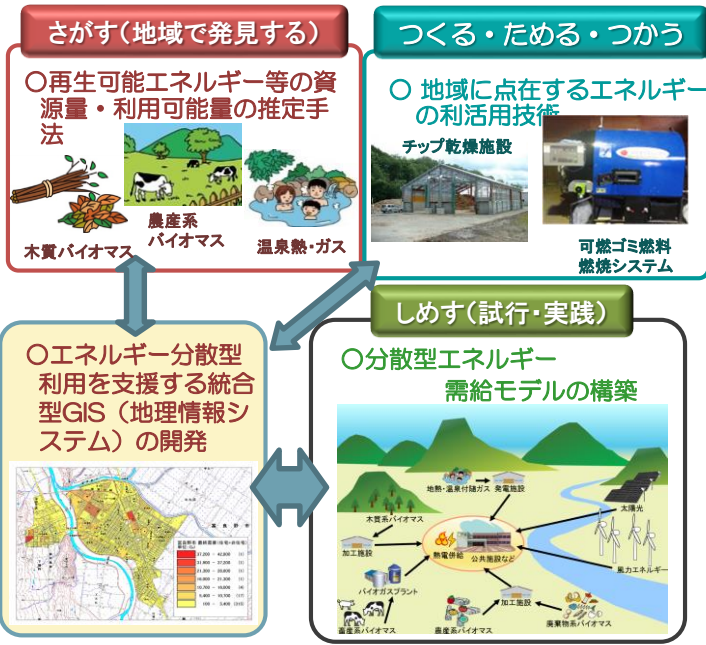 さがす(地域で発見する)
〇再生可能エネルギー等の資
源量・利用可能量の推定手
法
木質バイオマス
農産系
バイオマス
温泉熱・ガス
つくる・ためる・つかう
〇 地域に点在するエネルギー
の利活用技術
チップ乾燥施設
可燃ゴミ燃料
燃焼システム
〇エネルギー分散型
利用を支援する統合
型GIS(地理情報シ
ステム)の開発
しめす(試行・実践)
〇分散型エネルギー
需給モデルの構築
地熱・温泉付随ガス
発電施設
太陽光
木質系バイオマス
加工施設
熱電併給
公共施設など
風力エネルギー
バイオガスプラント
加工施設
畜産系バイオマス
農産系バイオマス
廃棄物系バイオマス